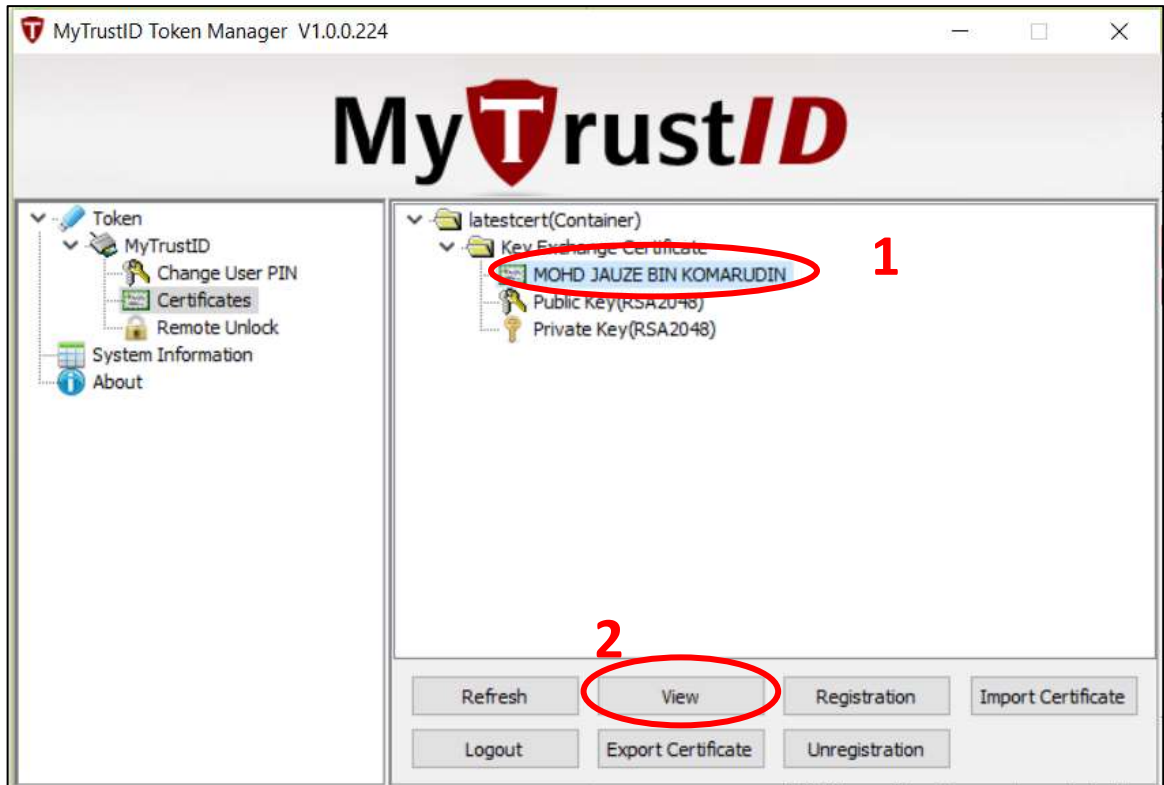 MyTrustID Token Manager V1.0.0.224
MyTrustID
Token
MyTrustID
Change User PIN
Certificates
Remote Unlock
System Information
About
latestcert(Container)
Key Exchange Certificate
MOHD JAUZE BIN KOMARUDIN
1
Public Key(RSA2048)
Private Key(RSA2048)
2
Refresh View Registration Import Certificate
Logout Export Certificate Unregistration